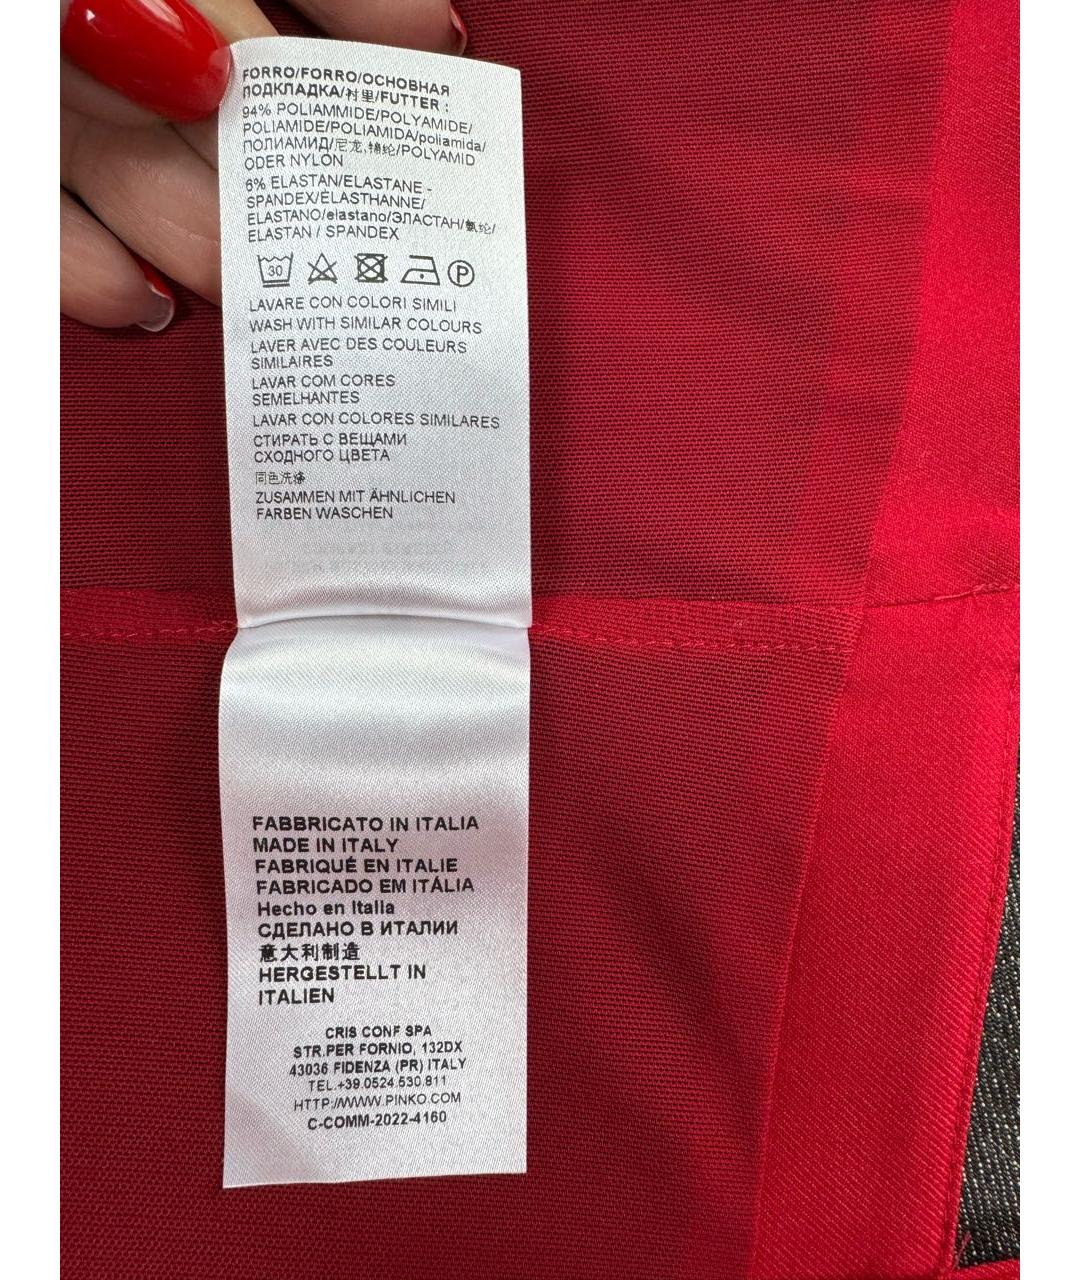 FORRO/FORRO/ОСНОВНАЯ
ПОДКЛАДКА/衬里/FUTTER :
94% POLIAMMIDE/POLYAMIDE/
POLIAMIDE/POLIAMIDA/poliamida/
ПОЛИАМИД/尼龙,锦纶/POLYAMID
ODER NYLON
6% ELASTAN/ELASTANE -
SPANDEX/ÉLASTHANNE/
ELASTANO/elastano/ЭЛАСТАН/氨纶/
ELASTAN / SPANDEX
30 P
LAVARE CON COLORI SIMILI
WASH WITH SIMILAR COLOURS
LAVER AVEC DES COULEURS
SIMILAIRES
LAVAR COM CORES
SEMELHANTES
LAVAR CON COLORES SIMILARES
СТИРАТЬ С ВЕЩАМИ
СХОДНОГО ЦВЕТА
同色洗涤
ZUSAMMEN MIT ÄHNLICHEN
FARBEN WASCHEN
FABBRICATO IN ITALIA
MADE IN ITALY
FABRIQUÉ EN ITALIE
FABRICADO EM ITÁLIA
Hecho en Italia
СДЕЛАНО В ИТАЛИИ
意大利制造
HERGESTELLT IN
ITALIEN
CRIS CONF SPA
STR.PER FORNIO, 132DX
43036 FIDENZA (PR) ITALY
TEL.+39.0524.530.811
HTTP://WWW.PINKO.COM
C-COMM-2022-4160